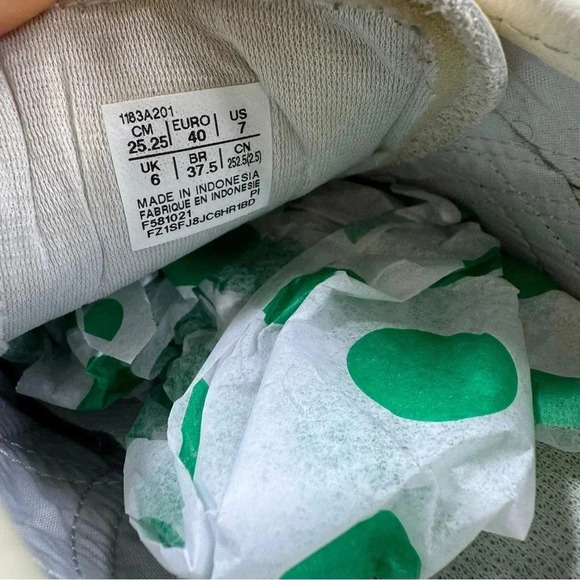 1183A201
CM EURO US
25.25 40 7
UK BR CN
6 37.5 252.5(2.5)
MADE IN INDONESIA
FABRIQUE EN INDONESIE
F581021 PI
FZ1SFJ8JC6HR1BD